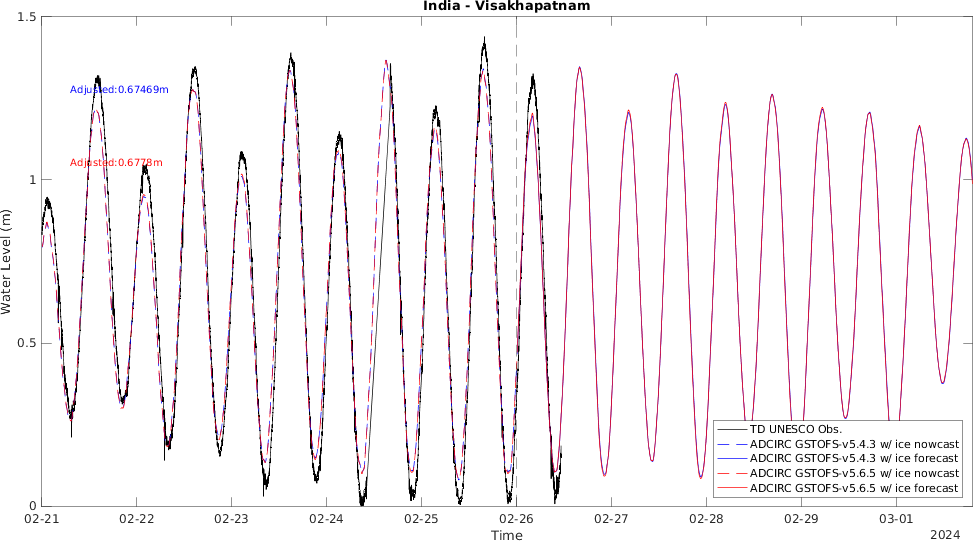 India - Visakhapatnam
1.5
Adjusted:0.67469m
Adjusted:0.6778m
1
Water Level (m)
0.5
TD UNESCO Obs.
ADCIRC GSTOFS-v5.4.3 w/ ice nowcast
ADCIRC GSTOFS-v5.4.3 w/ ice forecast
ADCIRC GSTOFS-v5.6.5 w/ ice nowcast
ADCIRC GSTOFS-v5.6.5 w/ ice forecast
0
02-21 02-22 02-23 02-24 02-25 02-26 02-27 02-28 02-29 03-01
Time
2024